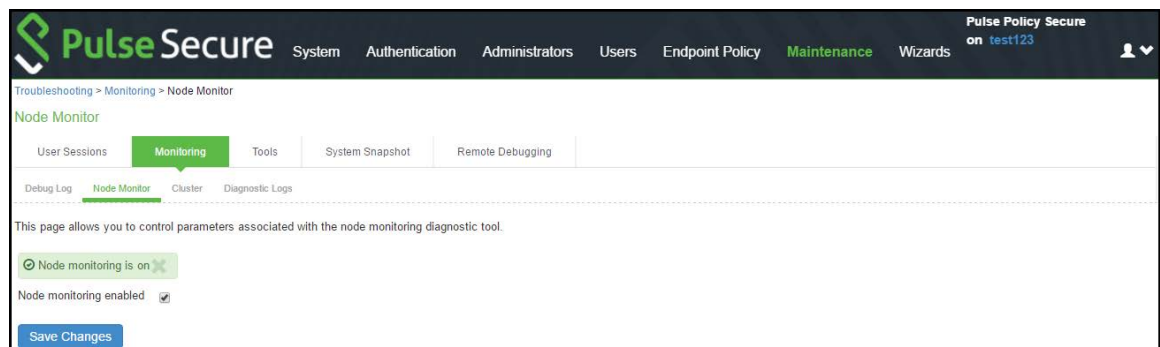 Pulse Secure
System Authentication Administrators Users Endpoint Policy Maintenance Wizards
Pulse Policy Secure
on test123
Troubleshooting > Monitoring > Node Monitor
Node Monitor
User Sessions Monitoring Tools System Snapshot Remote Debugging
Debug Log Node Monitor Cluster Diagnostic Logs
This page allows you to control parameters associated with the node monitoring diagnostic tool.
Node monitoring is on
Node monitoring enabled
Save Changes